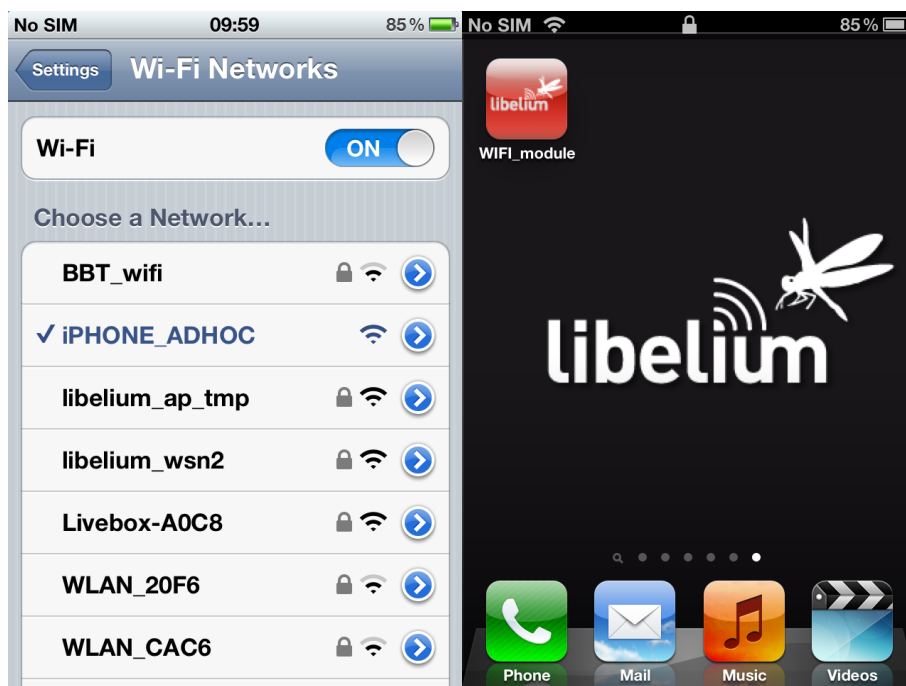 No SIM 09:59 85 %
Settings Wi-Fi Networks
Wi-Fi ON
Choose a Network...
BBT_wifi
iPHONE_ADHOC
libelium_ap_tmp
libelium_wsn2
Livebox-A0C8
WLAN_20F6
WLAN_CAC6
No SIM 85 %
libelium
WIFI_module
libelium
Phone Mail Music Videos